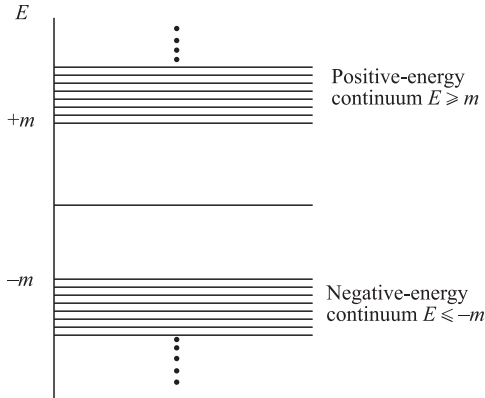 E
Positive-energy
continuum E ⩾ m
+m
–m
Negative-energy
continuum E ⩽ –m